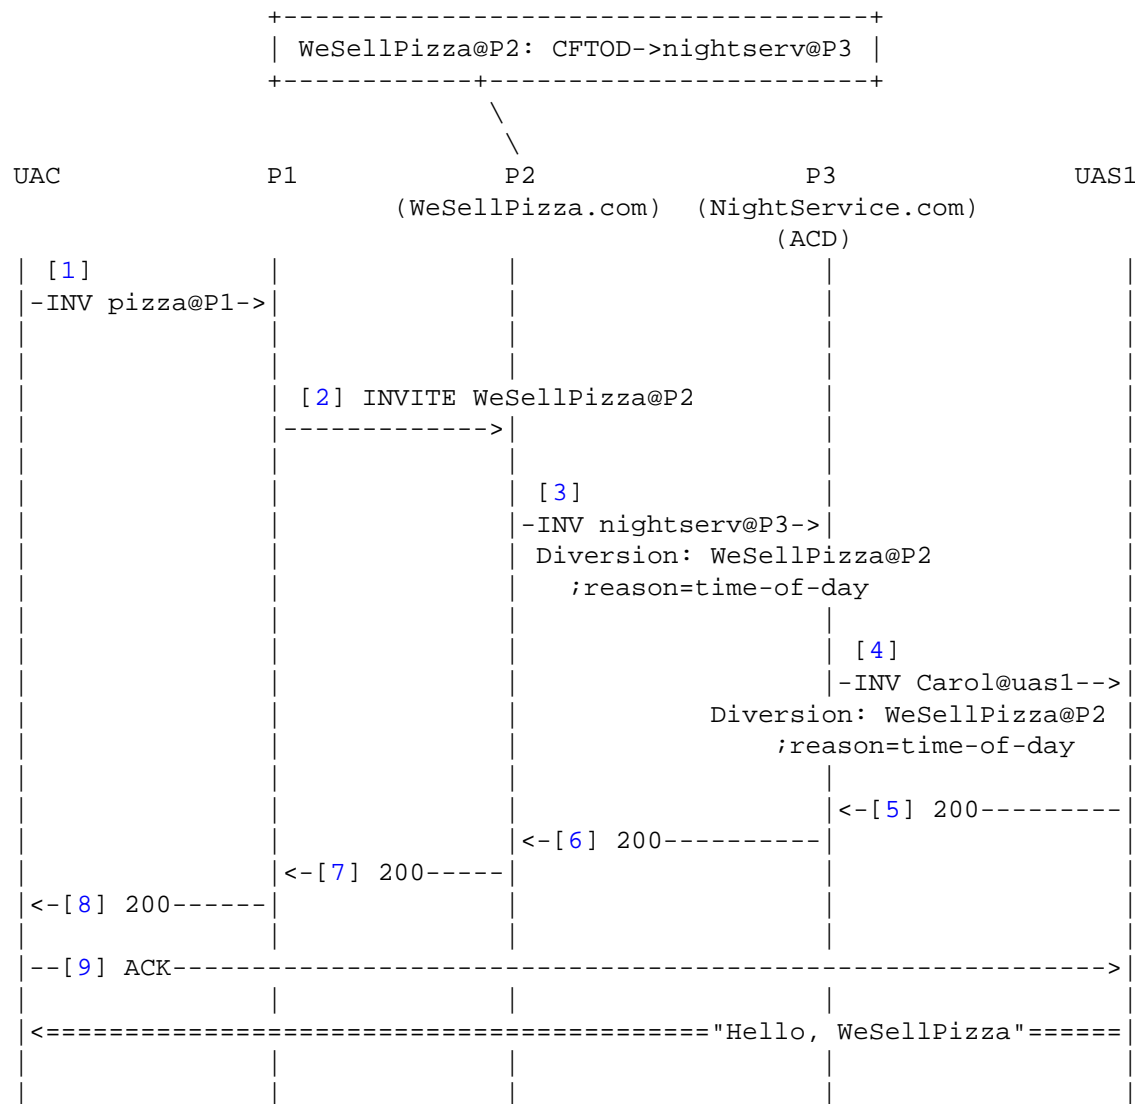 WeSellPizza@P2: CFTOD->nightserv@P3
UAC P1 P2 P3 UAS1
(WeSellPizza.com) (NightService.com)
(ACD)
[1]
-INV pizza@P1->
[2] INVITE WeSellPizza@P2
------------->
[3]
-INV nightserv@P3->
Diversion: WeSellPizza@P2
;reason=time-of-day
[4]
-INV Carol@uas1-->
Diversion: WeSellPizza@P2
;reason=time-of-day
<-[5] 200---------
<-[6] 200----------
<-[7] 200-----
<-[8] 200------
--[9] ACK----------------------------------------------------------->
<=========================================="Hello, WeSellPizza"======